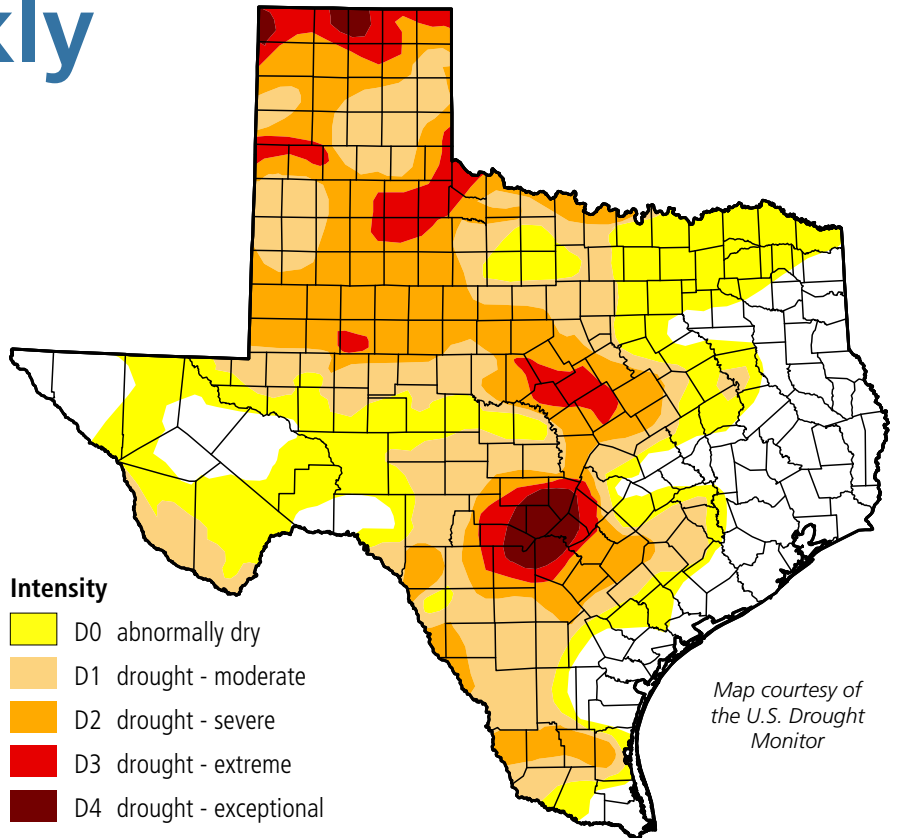 kly
Intensity
D0 abnormally dry
D1 drought - moderate
D2 drought - severe
D3 drought - extreme
D4 drought - exceptional
Map courtesy of
the U.S. Drought
Monitor